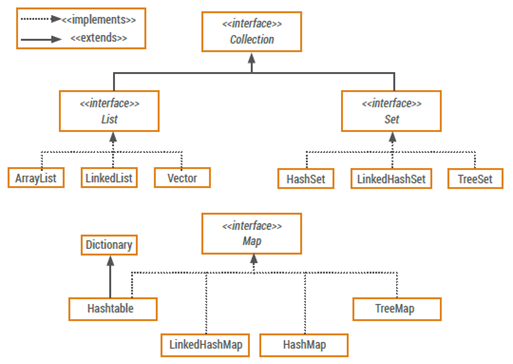 <<implements>>
<<extends>>
<<interface>>
Collection
<<interface>>
List
<<interface>>
Set
ArrayList
LinkedList
Vector
HashSet
LinkedHashSet
TreeSet
<<interface>>
Map
Dictionary
Hashtable
TreeMap
LinkedHashMap
HashMap